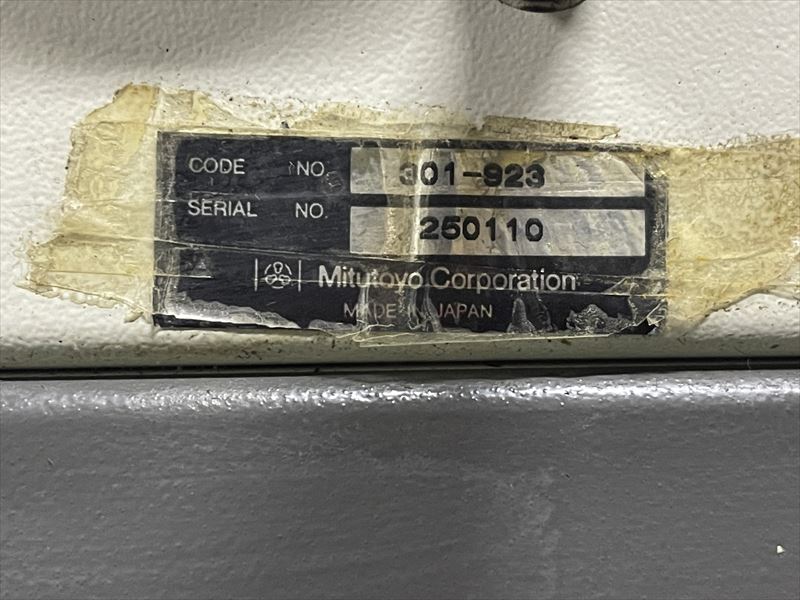 CODE NO. 301-923
SERIAL NO. 250110
Mitutoyo Corporation
MADE IN JAPAN